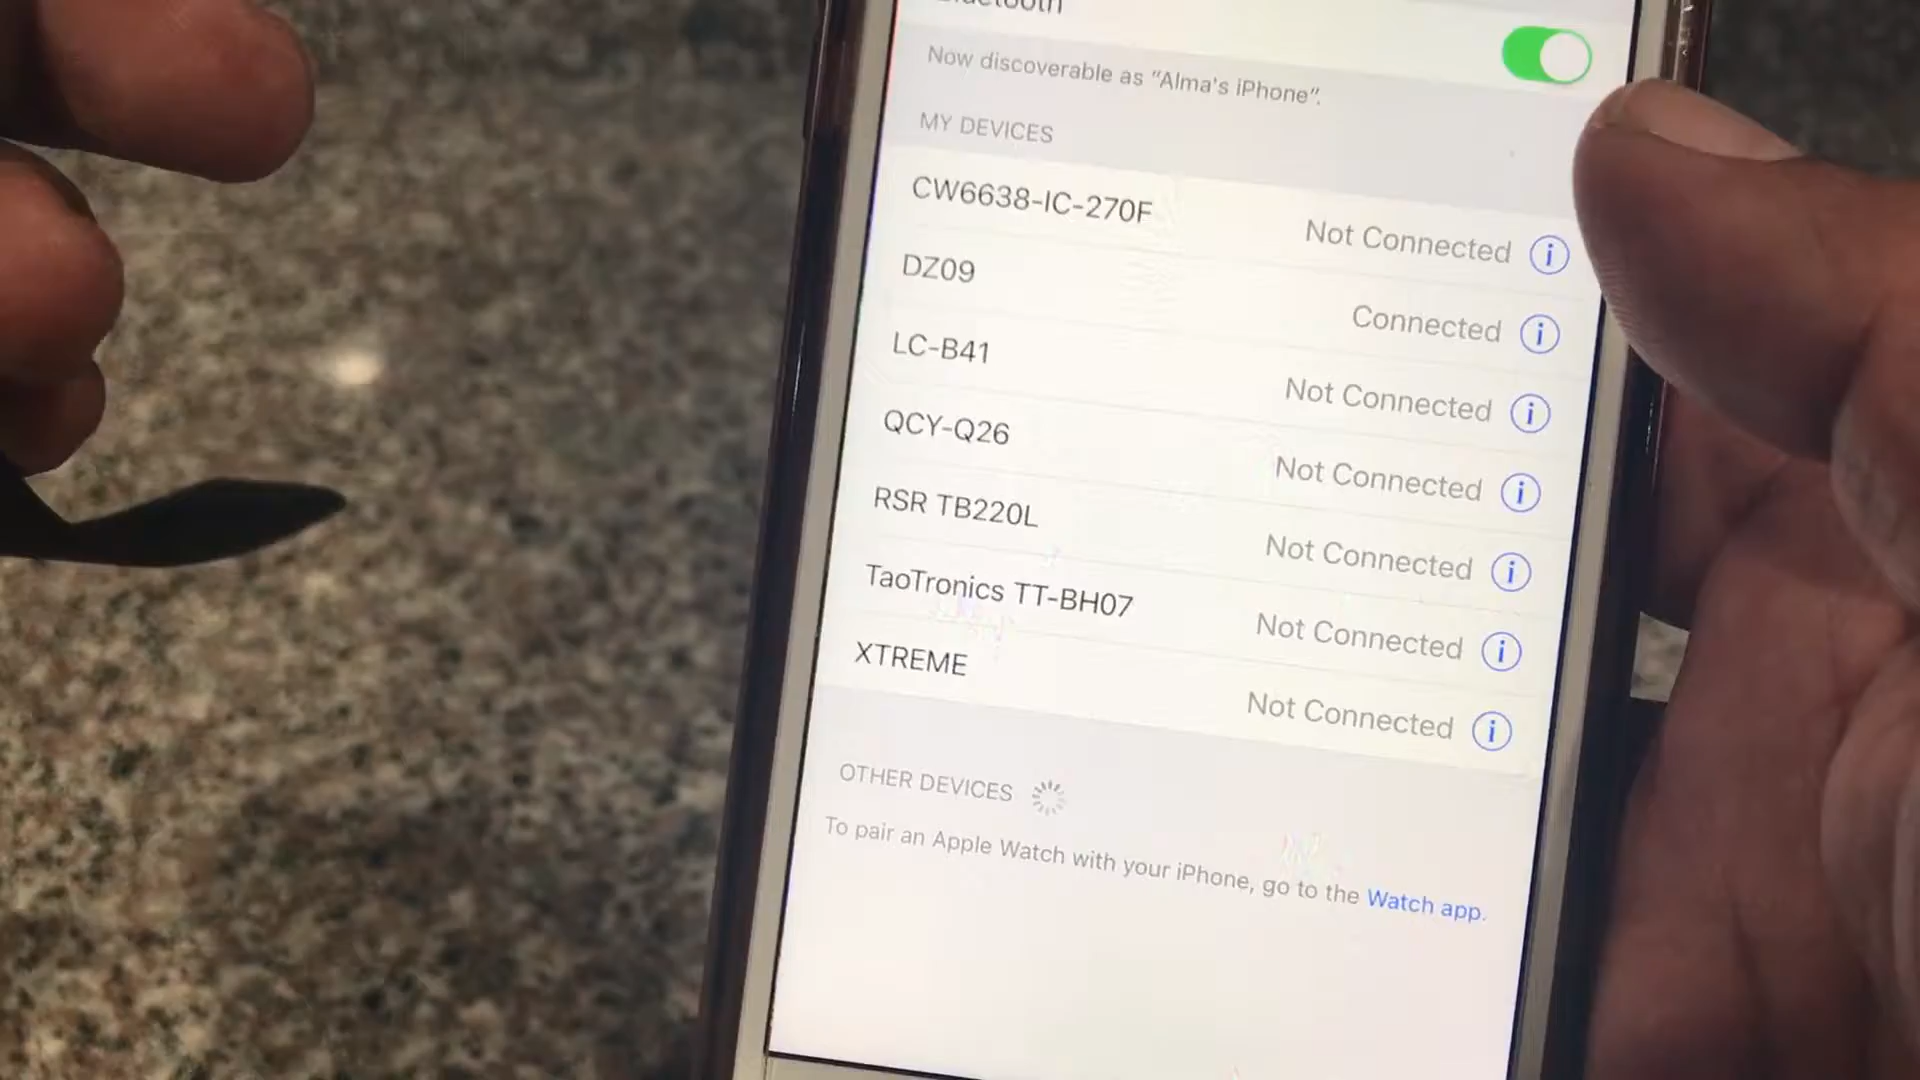 Bluetooth
Now discoverable as “Alma's iPhone”.
MY DEVICES
CW6638-IC-270F Not Connected
DZ09 Connected
LC-B41 Not Connected
QCY-Q26 Not Connected
RSR TB220L Not Connected
TaoTronics TT-BH07 Not Connected
XTREME Not Connected
OTHER DEVICES
To pair an Apple Watch with your iPhone, go to the Watch app.